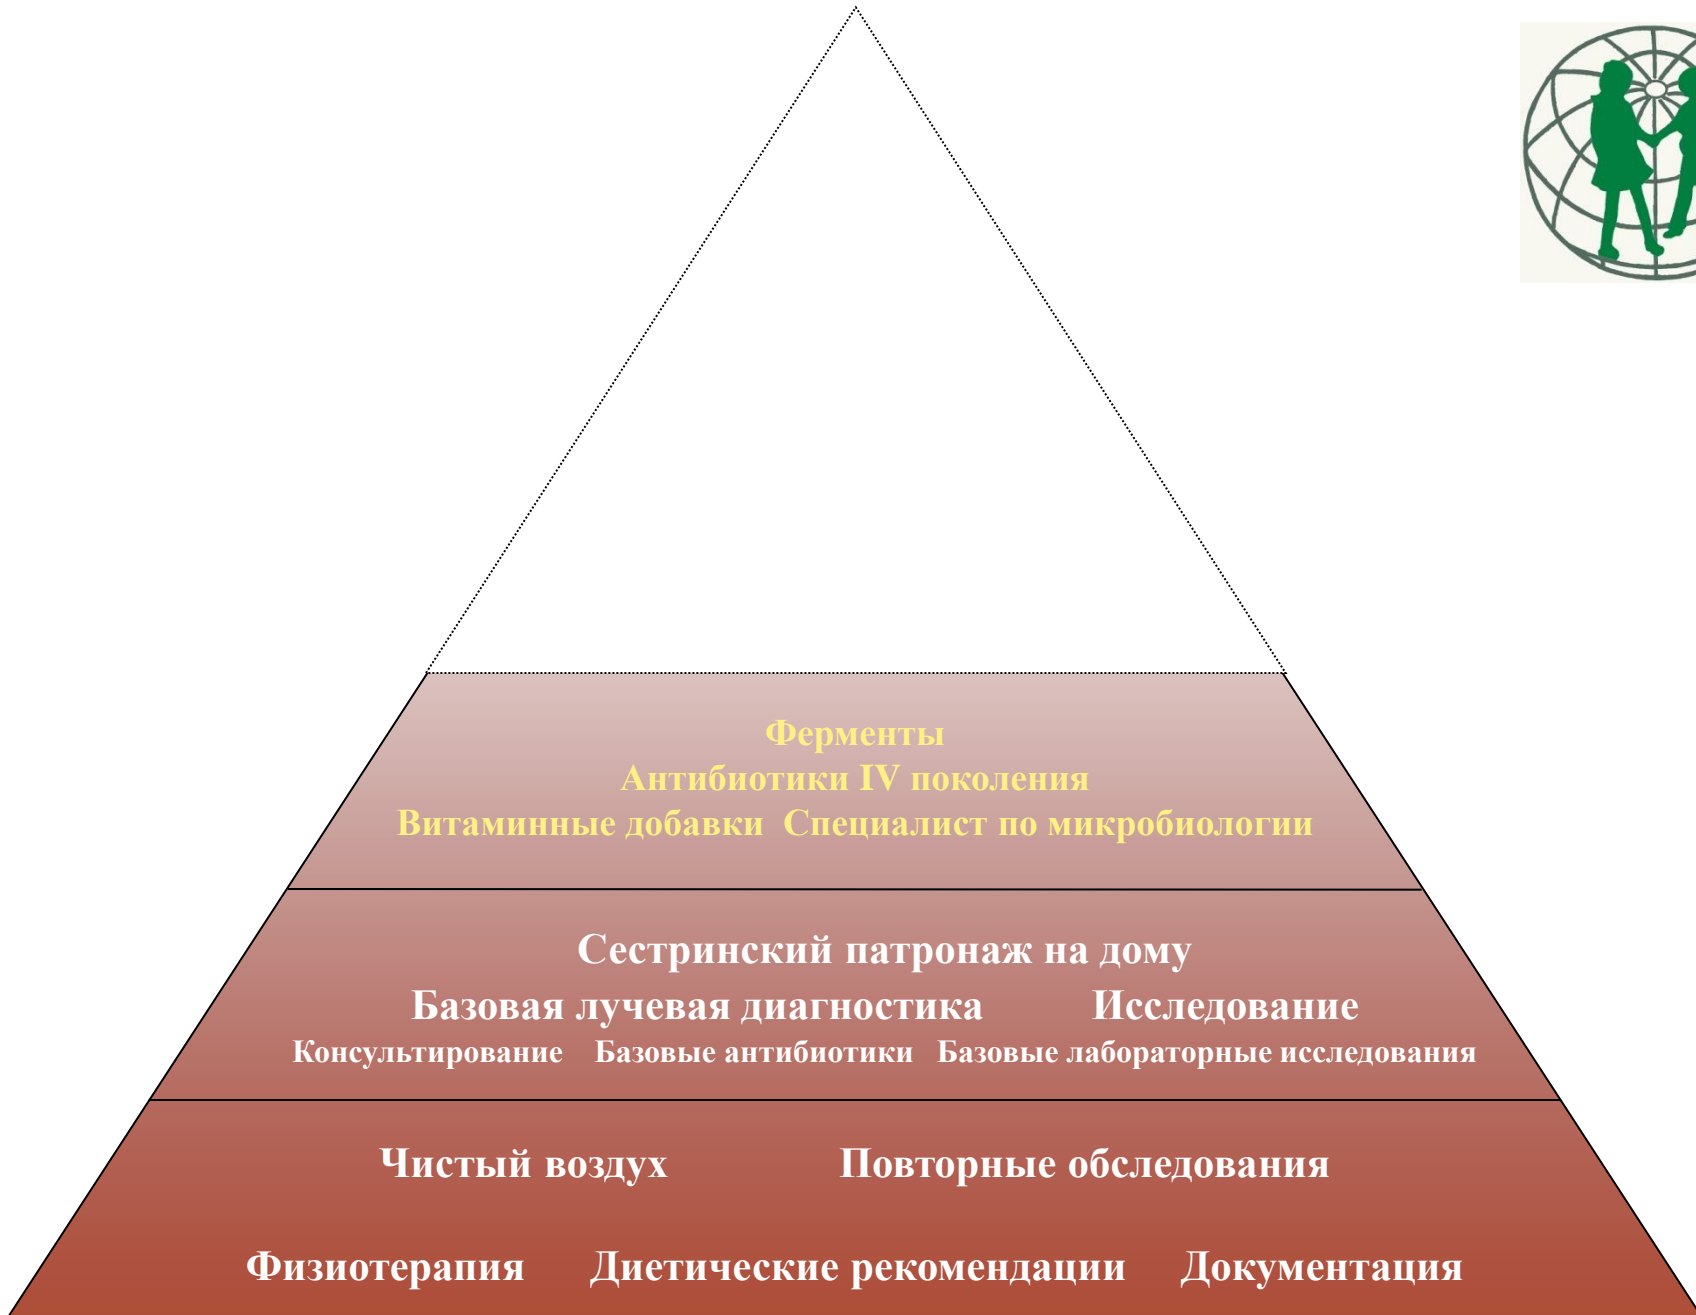 Ферменты
Антибиотики IV поколения
Витаминные добавки Специалист по микробиологии
Сестринский патронаж на дому
Базовая лучевая диагностика Исследование
Консультирование Базовые антибиотики Базовые лабораторные исследования
Чистый воздух Повторные обследования
Физиотерапия Диетические рекомендации Документация